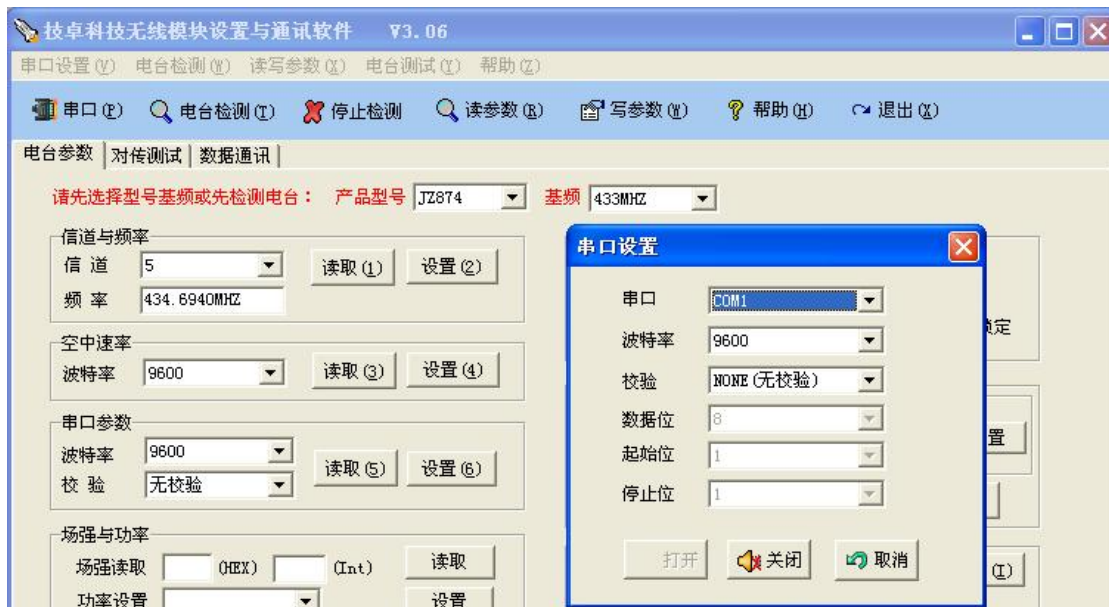 技卓科技无线模块设置与通讯软件 V3.06
串口设置(V) 电台检测(W) 读写参数(X) 电台测试(Y) 帮助(Z)
串口(P) 电台检测(T) 停止检测 读参数(R) 写参数(W) 帮助(H) 退出(X)
电台参数 对传测试 数据通讯
请先选择型号基频或先检测电台： 产品型号 JZ874 基频 433MHZ
信道与频率
信 道 5 读取(1) 设置(2)
频 率 434.6940MHZ
空中速率
波特率 9600 读取(3) 设置(4)
串口参数
波特率 9600
校 验 无校验
读取(5) 设置(6)
场强与功率
场强读取 (HEX) (Int) 读取
功率设置 设置
串口设置
串口 COM1
波特率 9600
校验 NONE(无校验)
数据位 8
起始位 1
停止位 1
打开 关闭 取消
定
置
(I)